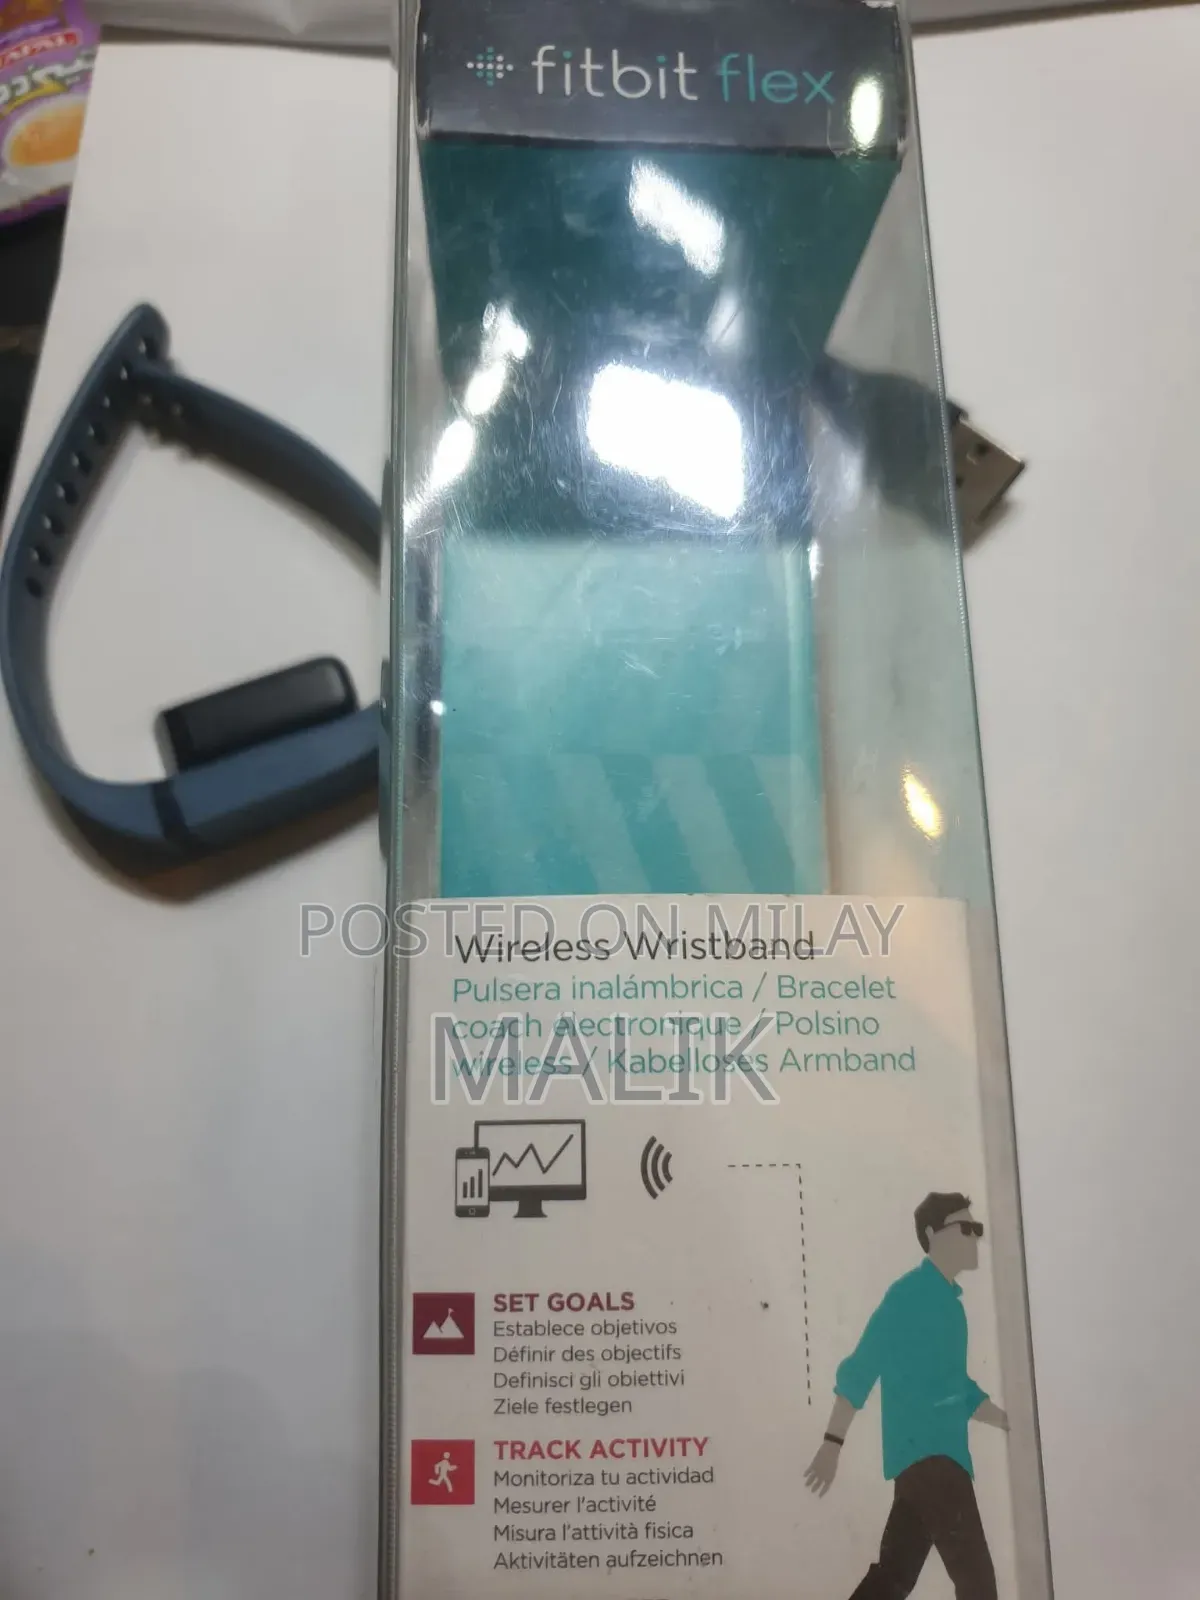 fitbit flex
POSTED ON MILAY
Wireless Wristband
Pulsera inalámbrica / Bracelet
coach électronique / Polsino
wireless / Kabelloses Armband
MALIK
SET GOALS
Establece objetivos
Définir des objectifs
Definisci gli obiettivi
Ziele festlegen
TRACK ACTIVITY
Monitoriza tu actividad
Mesurer l'activité
Misura l'attività fisica
Aktivitäten aufzeichnen